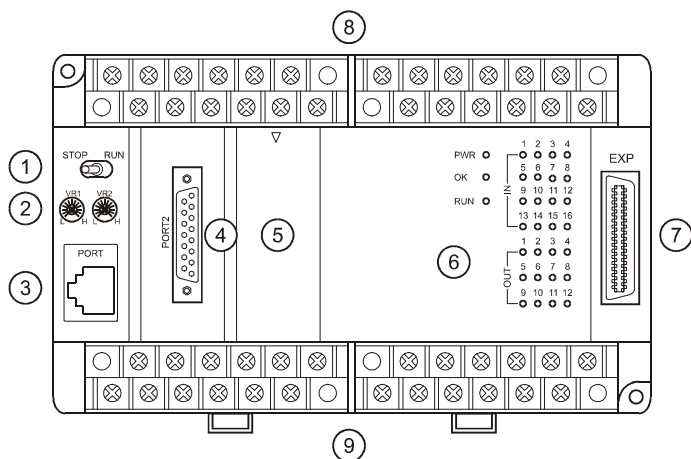 8
1 2 3 4
STOP RUN
PWR
EXP
1
OK
5 6 7 8
IN
VR1 VR2
9 10 11 12
RUN
2
L H L H
13 14 15 16
PORT2
4
5
6
7
PORT
1 2 3 4
3
OUT
5 6 7 8
9 10 11 12
9